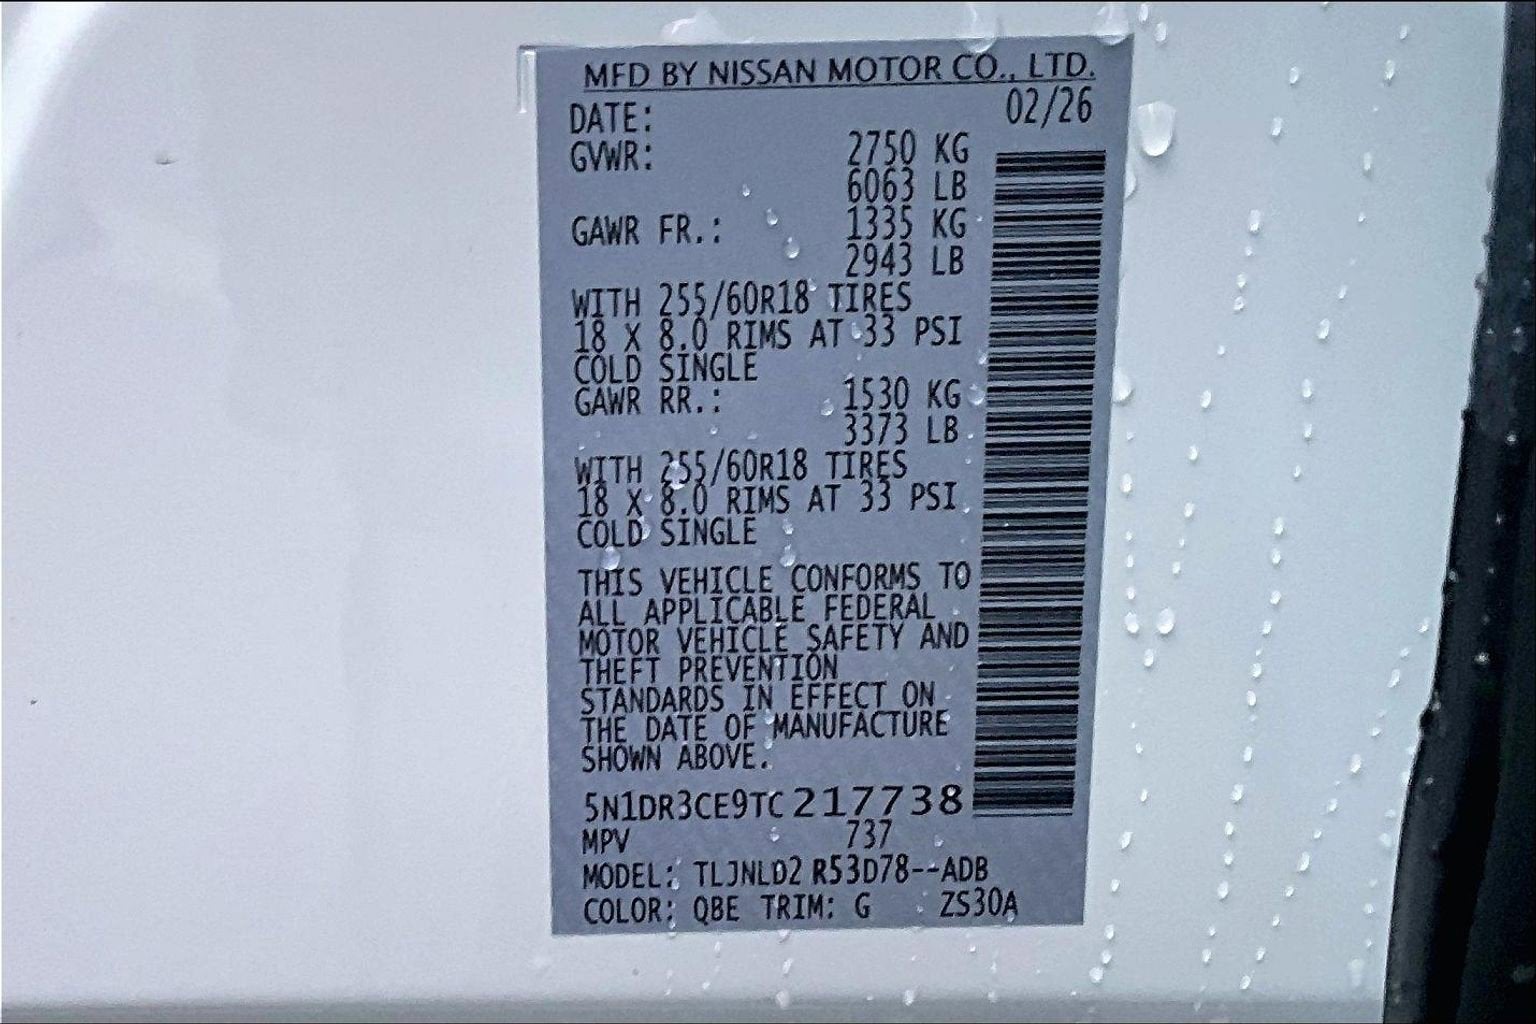 MFD BY NISSAN MOTOR CO., LTD.
DATE: 02/26
GVWR: 2750 KG
6063 LB
GAWR FR.: 1335 KG
2943 LB
WITH 255/60R18 TIRES
18 X 8.0 RIMS AT 33 PSI
COLD SINGLE
GAWR RR.: 1530 KG
3373 LB
WITH 255/60R18 TIRES
18 X 8.0 RIMS AT 33 PSI
COLD SINGLE
THIS VEHICLE CONFORMS TO
ALL APPLICABLE FEDERAL
MOTOR VEHICLE SAFETY AND
THEFT PREVENTION
STANDARDS IN EFFECT ON
THE DATE OF MANUFACTURE
SHOWN ABOVE.
5N1DR3CE9TC217738
MPV 737
MODEL: TLJNLD2 R53D78--ADB
COLOR: QBE TRIM: G ZS30A